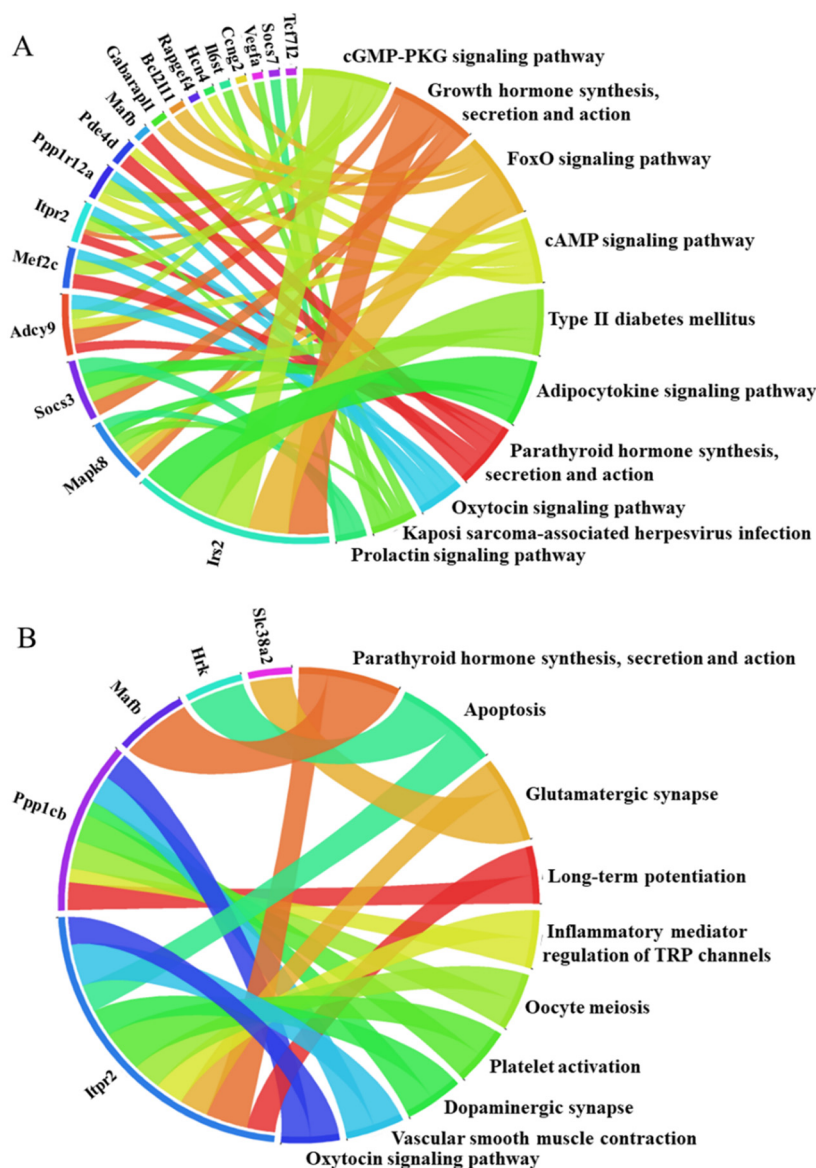 A
Tcf7l2
Socs7
Vegfa
Ccng2
Il6st
Hcn4
Rapgef4
Bcl2l11
Gabarapl1
Mafb
Pde4d
Ppp1r12a
Itpr2
Mef2c
Adcy9
Socs3
Mapk8
Irs2
cGMP-PKG signaling pathway
Growth hormone synthesis,
secretion and action
FoxO signaling pathway
cAMP signaling pathway
Type II diabetes mellitus
Adipocytokine signaling pathway
Parathyroid hormone synthesis,
secretion and action
Oxytocin signaling pathway
Kaposi sarcoma-associated herpesvirus infection
Prolactin signaling pathway
B
Slc38a2
Hrk
Mafb
Ppp1cb
Itpr2
Parathyroid hormone synthesis, secretion and action
Apoptosis
Glutamatergic synapse
Long-term potentiation
Inflammatory mediator
regulation of TRP channels
Oocyte meiosis
Platelet activation
Dopaminergic synapse
Vascular smooth muscle contraction
Oxytocin signaling pathway